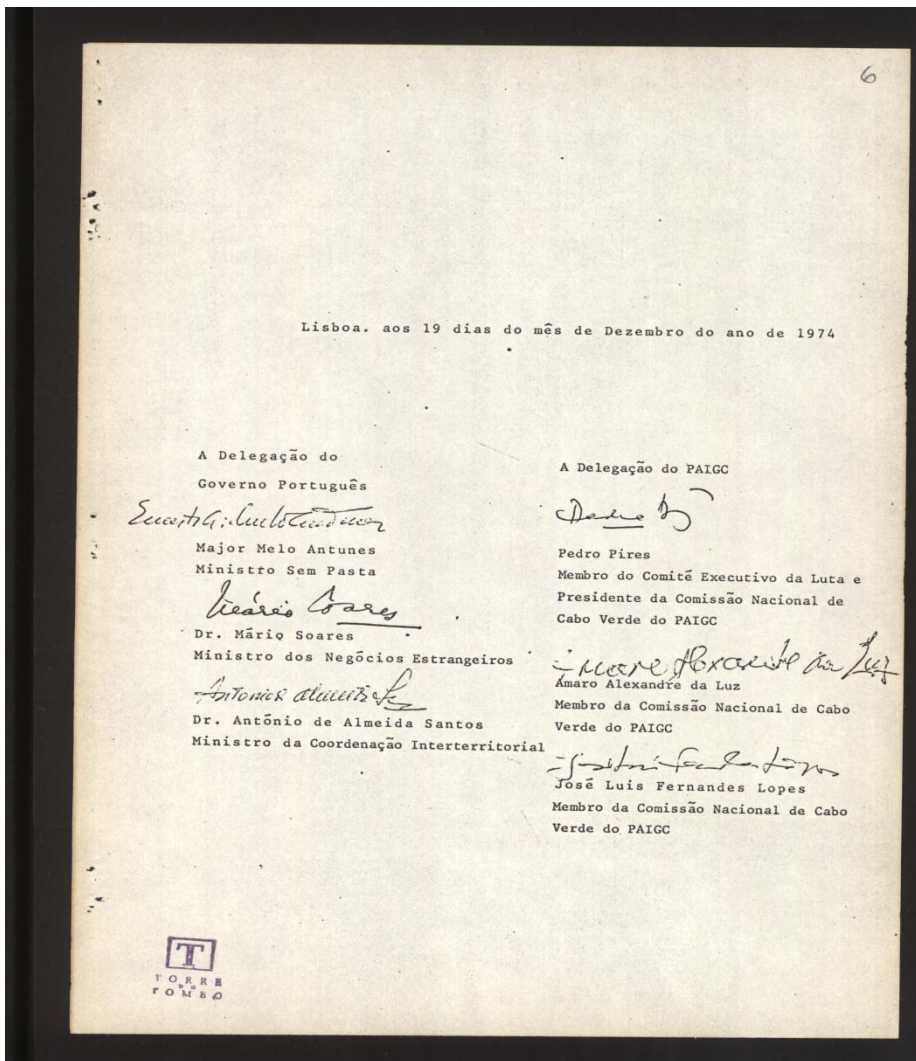 6
Lisboa. aos 19 dias do mês de Dezembro do ano de 1974
A Delegação do
Governo Português
Major Melo Antunes
Ministro Sem Pasta
Mário Soares
Dr. Mário Soares
Ministro dos Negócios Estrangeiros
António Almeida
Dr. António de Almeida Santos
Ministro da Coordenação Interterritorial
A Delegação do PAIGC
Pedro
Pedro Pires
Membro do Comité Executivo da Luta e
Presidente da Comissão Nacional de
Cabo Verde do PAIGC
Alexandre da Luz
Amaro Alexandre da Luz
Membro da Comissão Nacional de Cabo
Verde do PAIGC
José Luis Fernandes Lopes
Membro da Comissão Nacional de Cabo
Verde do PAIGC
T
TORRE
DO
TOMBO